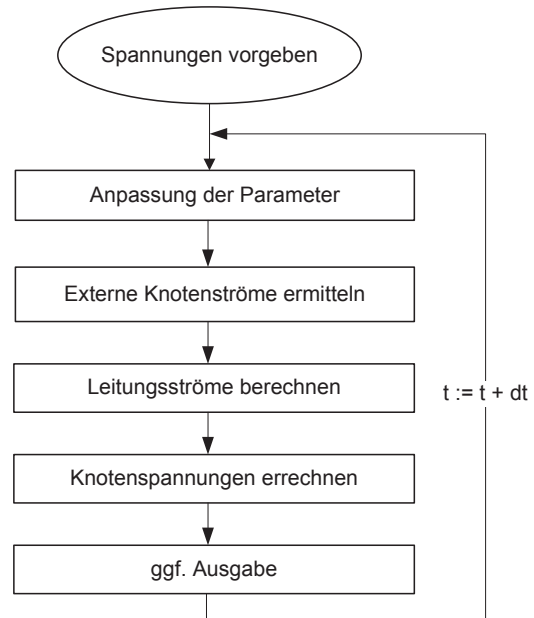 Spannungen vorgeben
Anpassung der Parameter
Externe Knotenströme ermitteln
Leitungsströme berechnen
t := t + dt
Knotenspannungen errechnen
ggf. Ausgabe